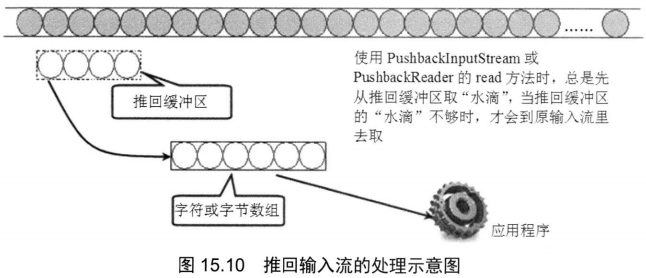 ……
使用 PushbackInputStream 或
PushbackReader 的 read 方法时，总是先
从推回缓冲区取“水滴”，当推回缓冲区
的“水滴”不够时，才会到原输入流里
去取
推回缓冲区
字符或字节数组
应用程序
图 15.10 推回输入流的处理示意图